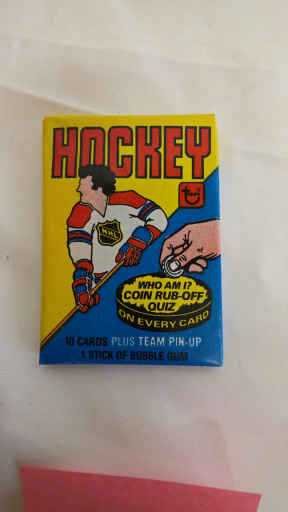 HOCKEY
Topps
NHL
WHO AM I?
COIN RUB-OFF
QUIZ
ON EVERY CARD
10 CARDS PLUS TEAM PIN-UP
1 STICK OF BUBBLE GUM